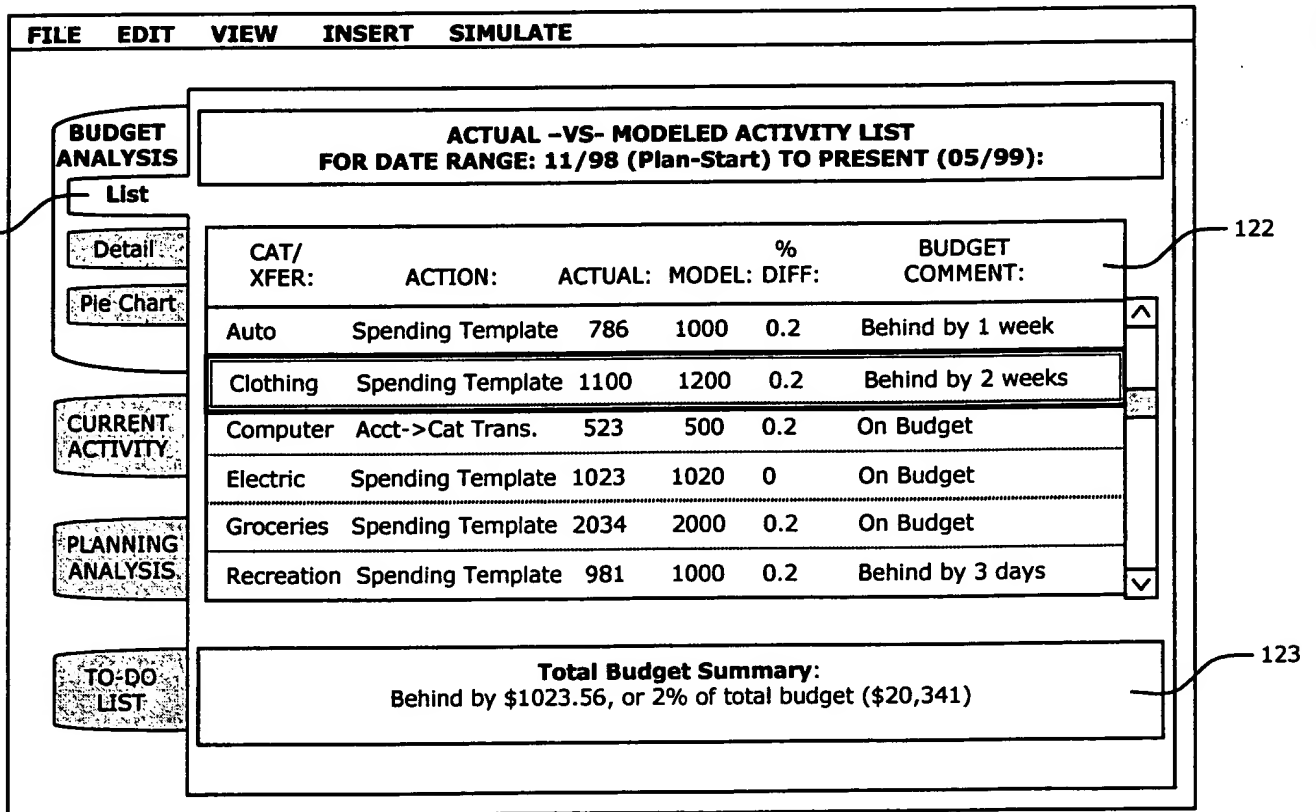 FILE EDIT VIEW INSERT SIMULATE
BUDGET
ANALYSIS
List
Detail
Pie Chart
CURRENT
ACTIVITY
PLANNING
ANALYSIS
TO-DO
LIST
ACTUAL –VS- MODELED ACTIVITY LIST
FOR DATE RANGE: 11/98 (Plan-Start) TO PRESENT (05/99):
CAT/ % BUDGET
XFER: ACTION: ACTUAL: MODEL: DIFF: COMMENT:
Auto Spending Template 786 1000 0.2 Behind by 1 week
Clothing Spending Template 1100 1200 0.2 Behind by 2 weeks
Computer Acct->Cat Trans. 523 500 0.2 On Budget
Electric Spending Template 1023 1020 0 On Budget
Groceries Spending Template 2034 2000 0.2 On Budget
Recreation Spending Template 981 1000 0.2 Behind by 3 days
122
Total Budget Summary:
Behind by $1023.56, or 2% of total budget ($20,341)
123